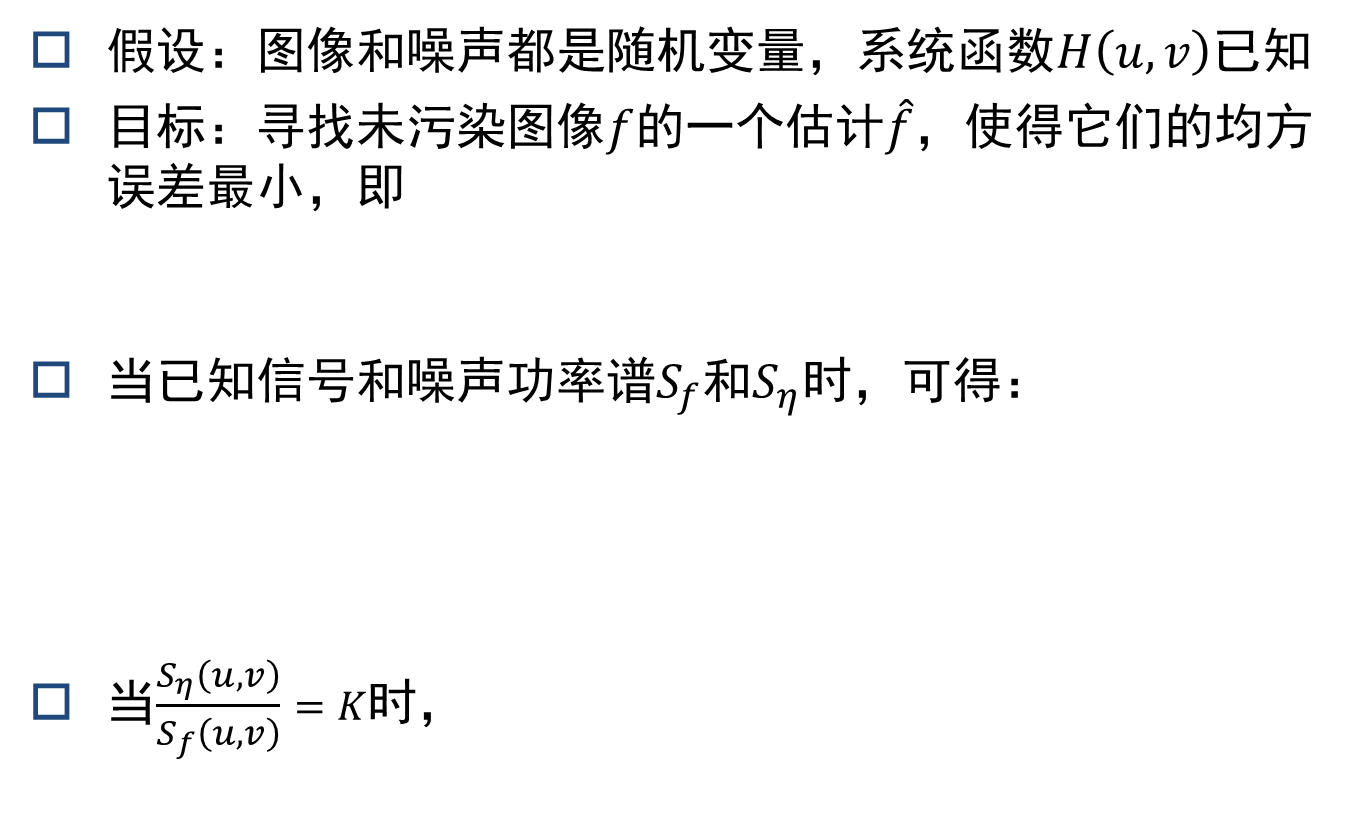 假设：图像和噪声都是随机变量，系统函数H(u, v)已知
目标：寻找未污染图像f的一个估计f̂，使得它们的均方
误差最小，即
当已知信号和噪声功率谱S_f和S_η时，可得：
当S_η(u,v)/S_f(u,v) = K时，